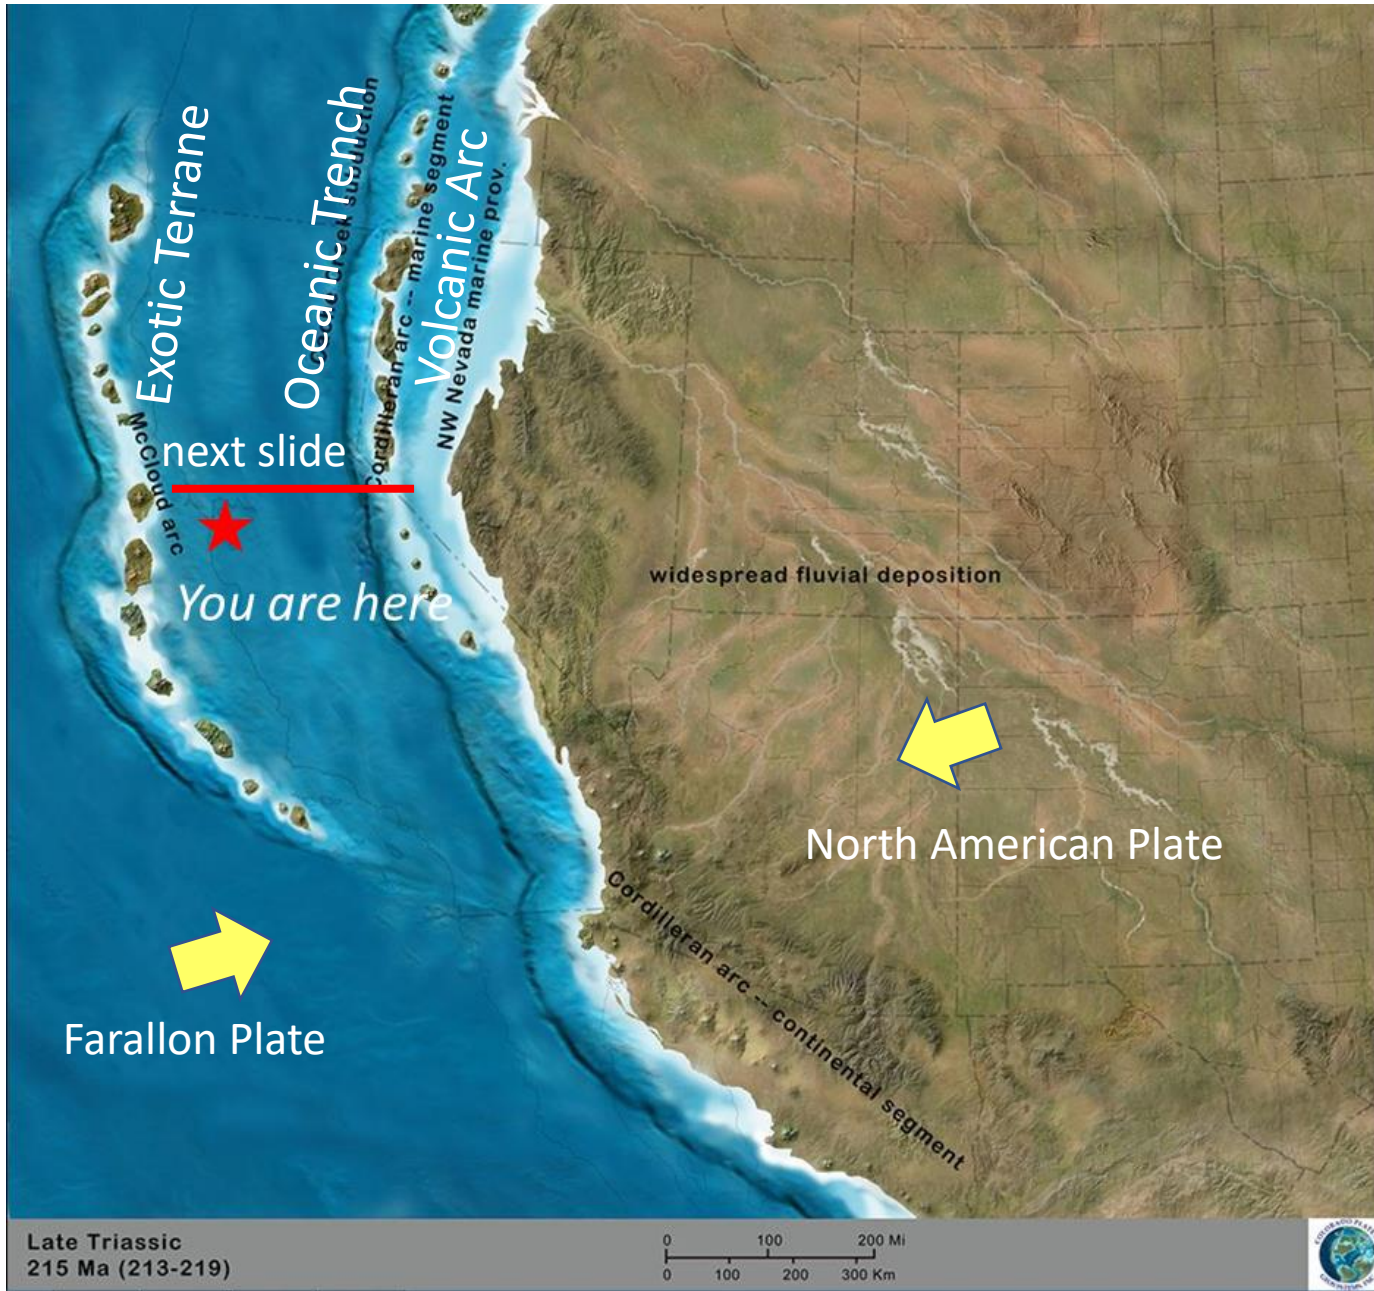 Exotic Terrane
Oceanic Trench
subduction
Volcanic Arc
Cordilleran arc -- marine segment
NW Nevada marine prov.
McCloud arc
next slide
You are here
widespread fluvial deposition
North American Plate
Cordilleran arc -- continental segment
Farallon Plate
Late Triassic
215 Ma (213-219)
0 100 200 Mi
0 100 200 300 Km